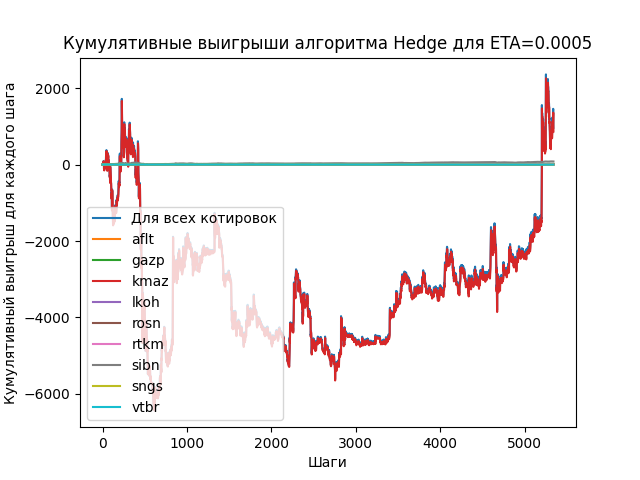 Кумулятивные выигрыши алгоритма Hedge для ETA=0.0005
Кумулятивный выигрыш для каждого шага
2000
0
−2000
−4000
−6000
Для всех котировок
aflt
gazp
kmaz
lkoh
rosn
rtkm
sibn
sngs
vtbr
0 1000 2000 3000 4000 5000
Шаги